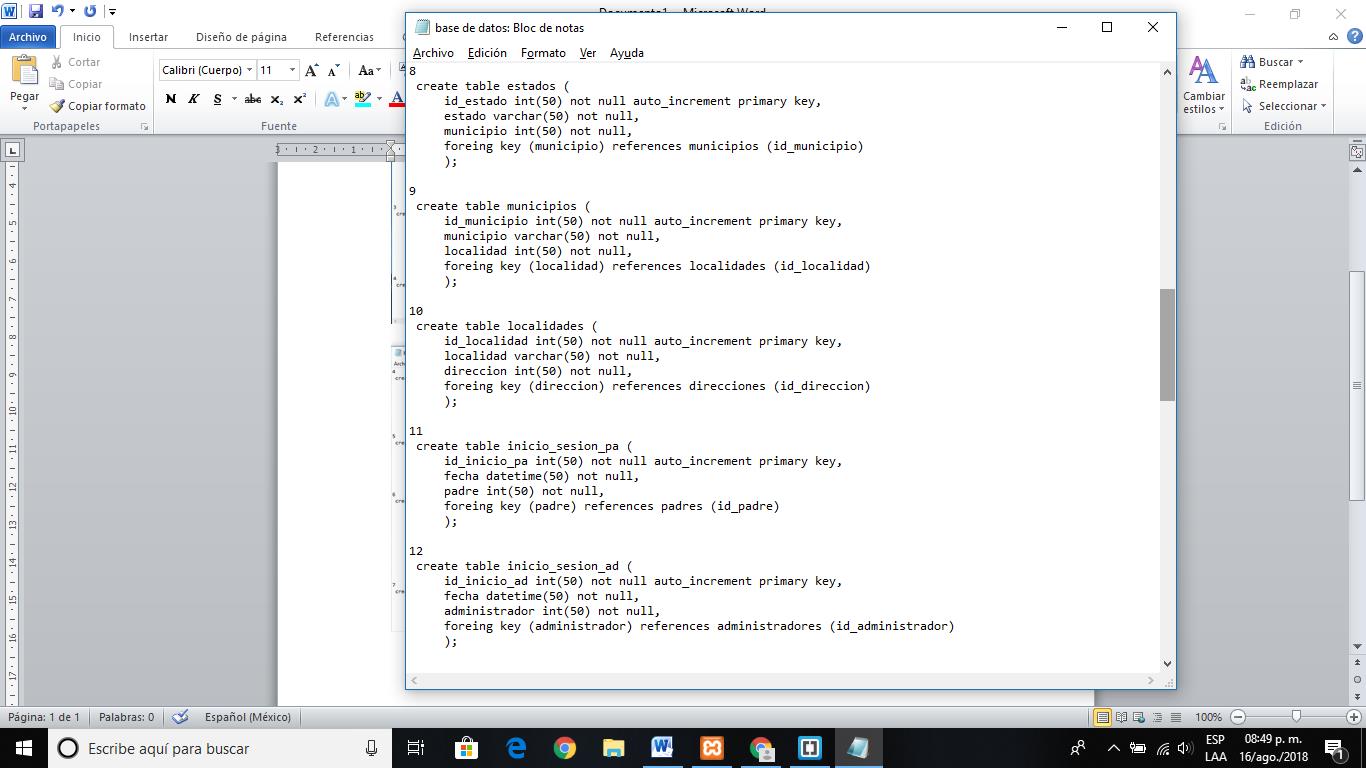 Documento1 - Microsoft Word
base de datos: Bloc de notas
Archivo
Inicio
Insertar
Diseño de página
Referencias
Archivo Edición Formato Ver Ayuda
Cortar
Copiar
Copiar formato
Pegar
Portapapeles
Calibri (Cuerpo) 11
Aa
N K S abc x₂ x²
Fuente
Cambiar
estilos
Buscar
Reemplazar
Seleccionar
Edición
8
create table estados (
id_estado int(50) not null auto_increment primary key,
estado varchar(50) not null,
municipio int(50) not null,
foreing key (municipio) references municipios (id_municipio)
);
9
create table municipios (
id_municipio int(50) not null auto_increment primary key,
municipio varchar(50) not null,
localidad int(50) not null,
foreing key (localidad) references localidades (id_localidad)
);
10
create table localidades (
id_localidad int(50) not null auto_increment primary key,
localidad varchar(50) not null,
direccion int(50) not null,
foreing key (direccion) references direcciones (id_direccion)
);
11
create table inicio_sesion_pa (
id_inicio_pa int(50) not null auto_increment primary key,
fecha datetime(50) not null,
padre int(50) not null,
foreing key (padre) references padres (id_padre)
);
12
create table inicio_sesion_ad (
id_inicio_ad int(50) not null auto_increment primary key,
fecha datetime(50) not null,
administrador int(50) not null,
foreing key (administrador) references administradores (id_administrador)
);
Página: 1 de 1
Palabras: 0
Español (México)
100%
Escribe aquí para buscar
ESP
LAA
08:49 p. m.
16/ago./2018
1